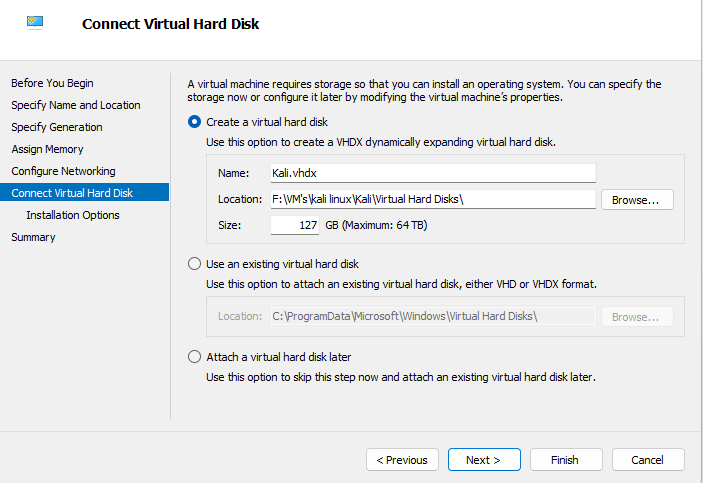 Connect Virtual Hard Disk
Before You Begin
Specify Name and Location
Specify Generation
Assign Memory
Configure Networking
Connect Virtual Hard Disk
Installation Options
Summary
A virtual machine requires storage so that you can install an operating system. You can specify the
storage now or configure it later by modifying the virtual machine's properties.
Create a virtual hard disk
Use this option to create a VHDX dynamically expanding virtual hard disk.
Name: Kali.vhdx
Location: F:\VM's\kali linux\Kali\Virtual Hard Disks\ Browse...
Size: 127 GB (Maximum: 64 TB)
Use an existing virtual hard disk
Use this option to attach an existing virtual hard disk, either VHD or VHDX format.
Location: C:\ProgramData\Microsoft\Windows\Virtual Hard Disks\ Browse...
Attach a virtual hard disk later
Use this option to skip this step now and attach an existing virtual hard disk later.
< Previous Next > Finish Cancel